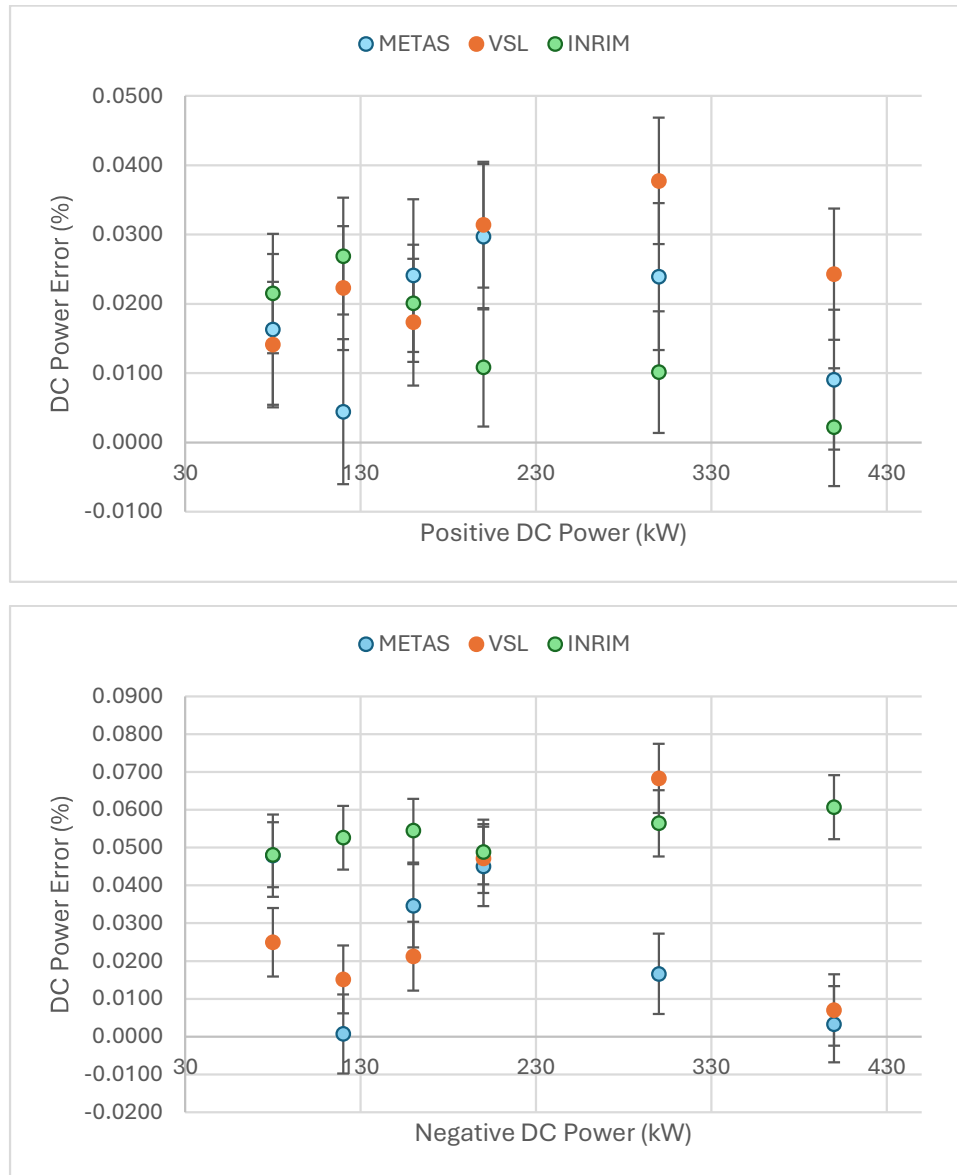 METAS VSL INRIM
0.0500
0.0400
0.0300
0.0200
0.0100
0.0000
30 130 230 330 430
-0.0100
DC Power Error (%)
Positive DC Power (kW)
METAS VSL INRIM
0.0900
0.0800
0.0700
0.0600
0.0500
0.0400
0.0300
0.0200
0.0100
0.0000
30 130 230 330 430
-0.0100
-0.0200
DC Power Error (%)
Negative DC Power (kW)